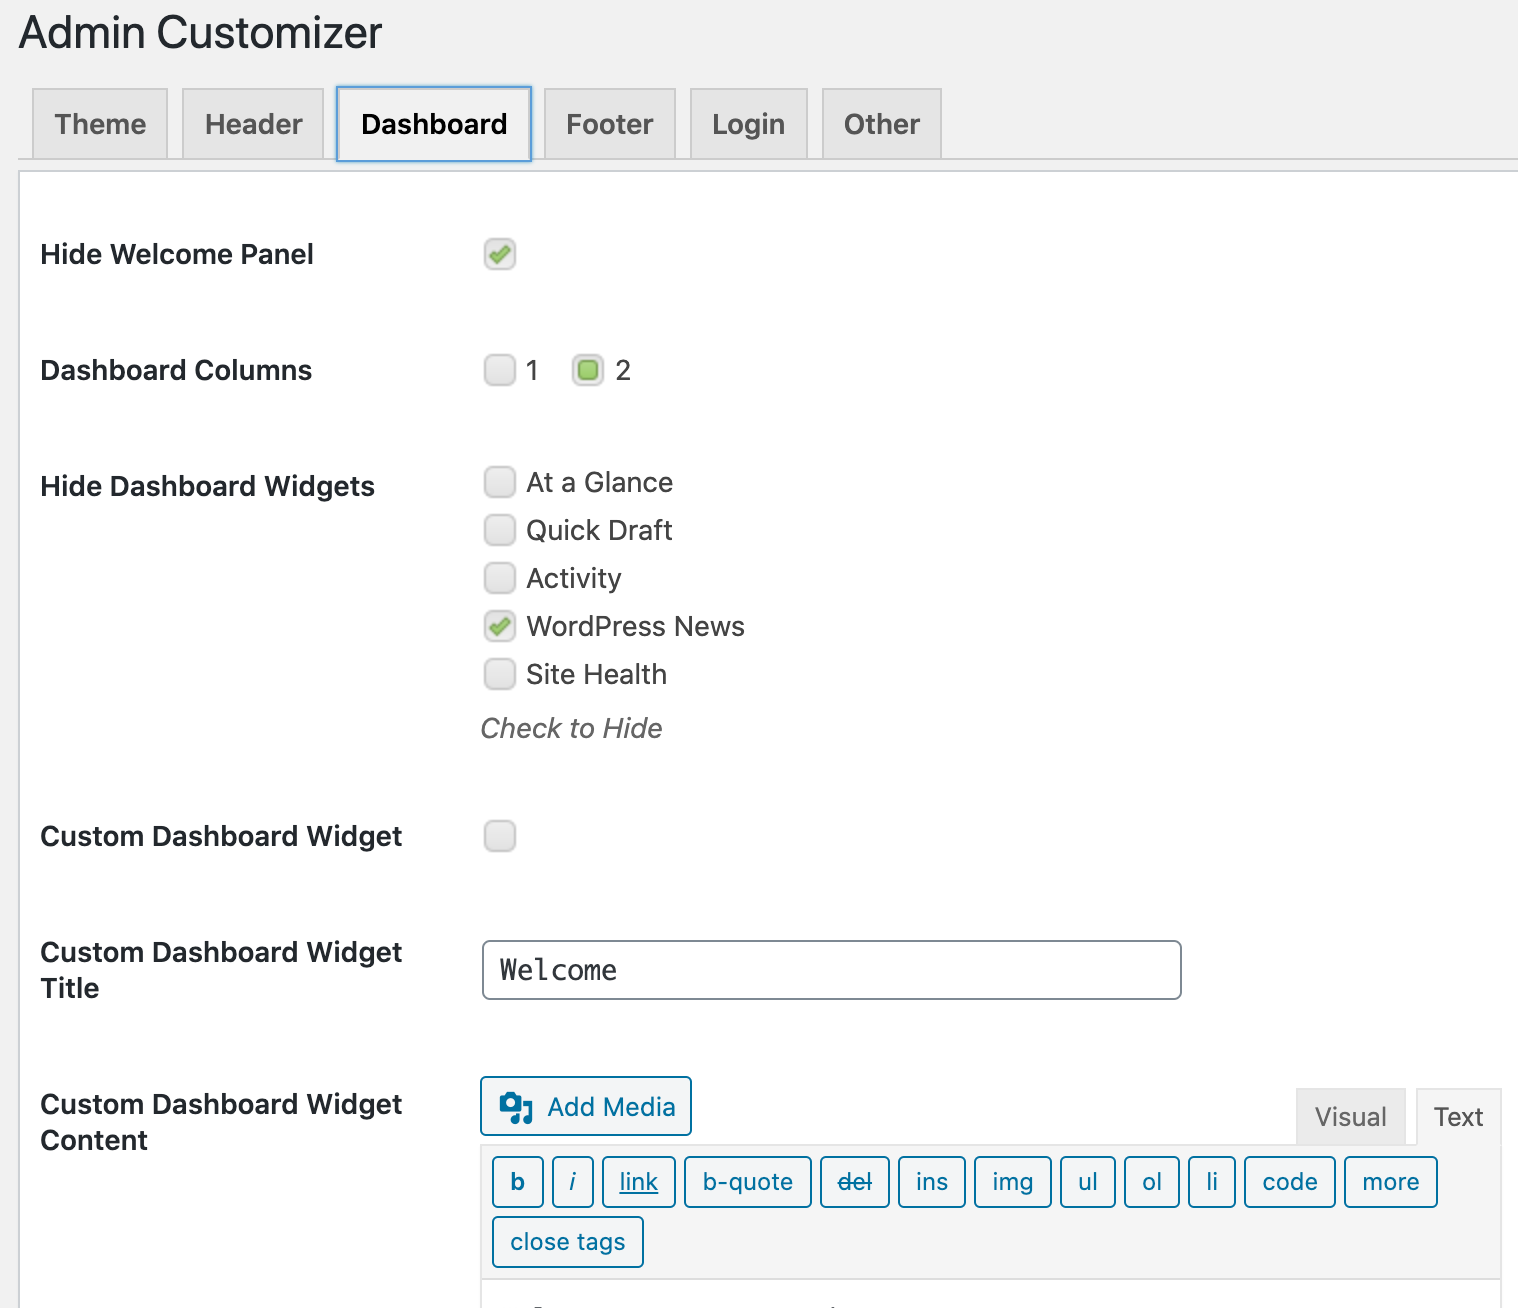 Admin Customizer
Theme Header Dashboard Footer Login Other
Hide Welcome Panel
Dashboard Columns 1 2
Hide Dashboard Widgets At a Glance
Quick Draft
Activity
WordPress News
Site Health
Check to Hide
Custom Dashboard Widget
Custom Dashboard Widget
Title
Welcome
Custom Dashboard Widget
Content
Add Media
Visual Text
b i link b-quote del ins img ul ol li code more
close tags